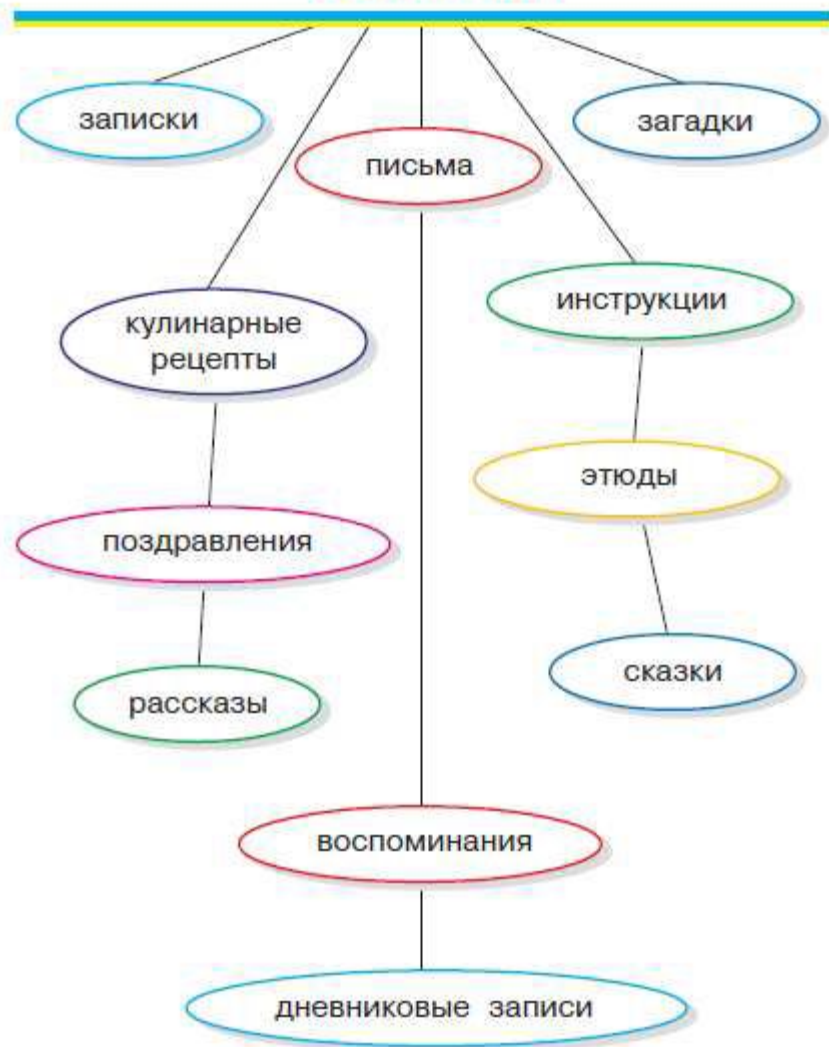 записки
загадки
письма
инструкции
кулинарные
рецепты
этюды
поздравления
сказки
рассказы
воспоминания
дневниковые записи